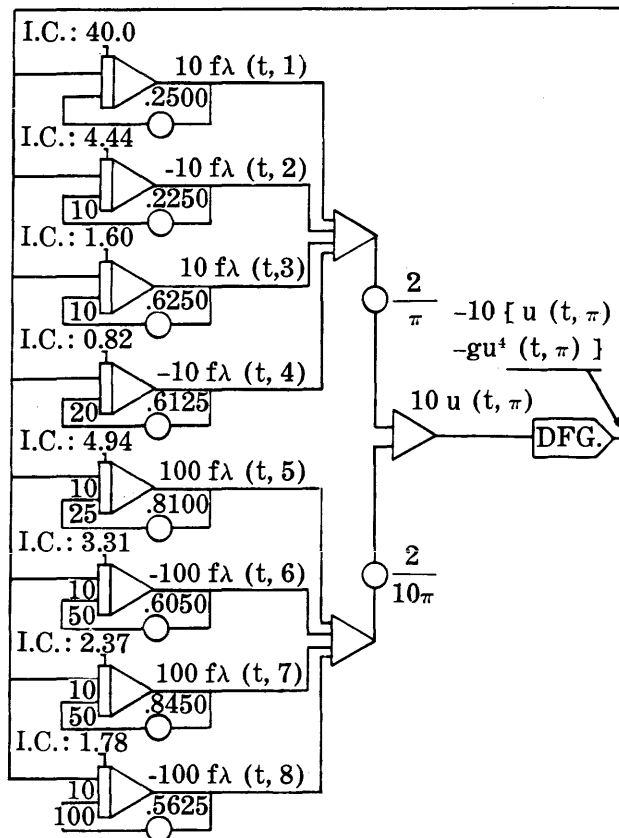 I.C.: 40.0
10 fλ (t, 1)
.2500
I.C.: 4.44
-10 fλ (t, 2)
.2250
10
I.C.: 1.60
10 fλ (t,3)
.6250
10
I.C.: 0.82
-10 fλ (t, 4)
.6125
20
I.C.: 4.94
100 fλ (t, 5)
10
.8100
25
I.C.: 3.31
-100 fλ (t, 6)
10
.6050
50
I.C.: 2.37
100 fλ (t, 7)
10
.8450
50
I.C.: 1.78
-100 fλ (t, 8)
10
.5625
100
2
π
-10 [ u (t, π)
-gu⁴ (t, π) }
10 u (t, π)
DFG.
2
10π